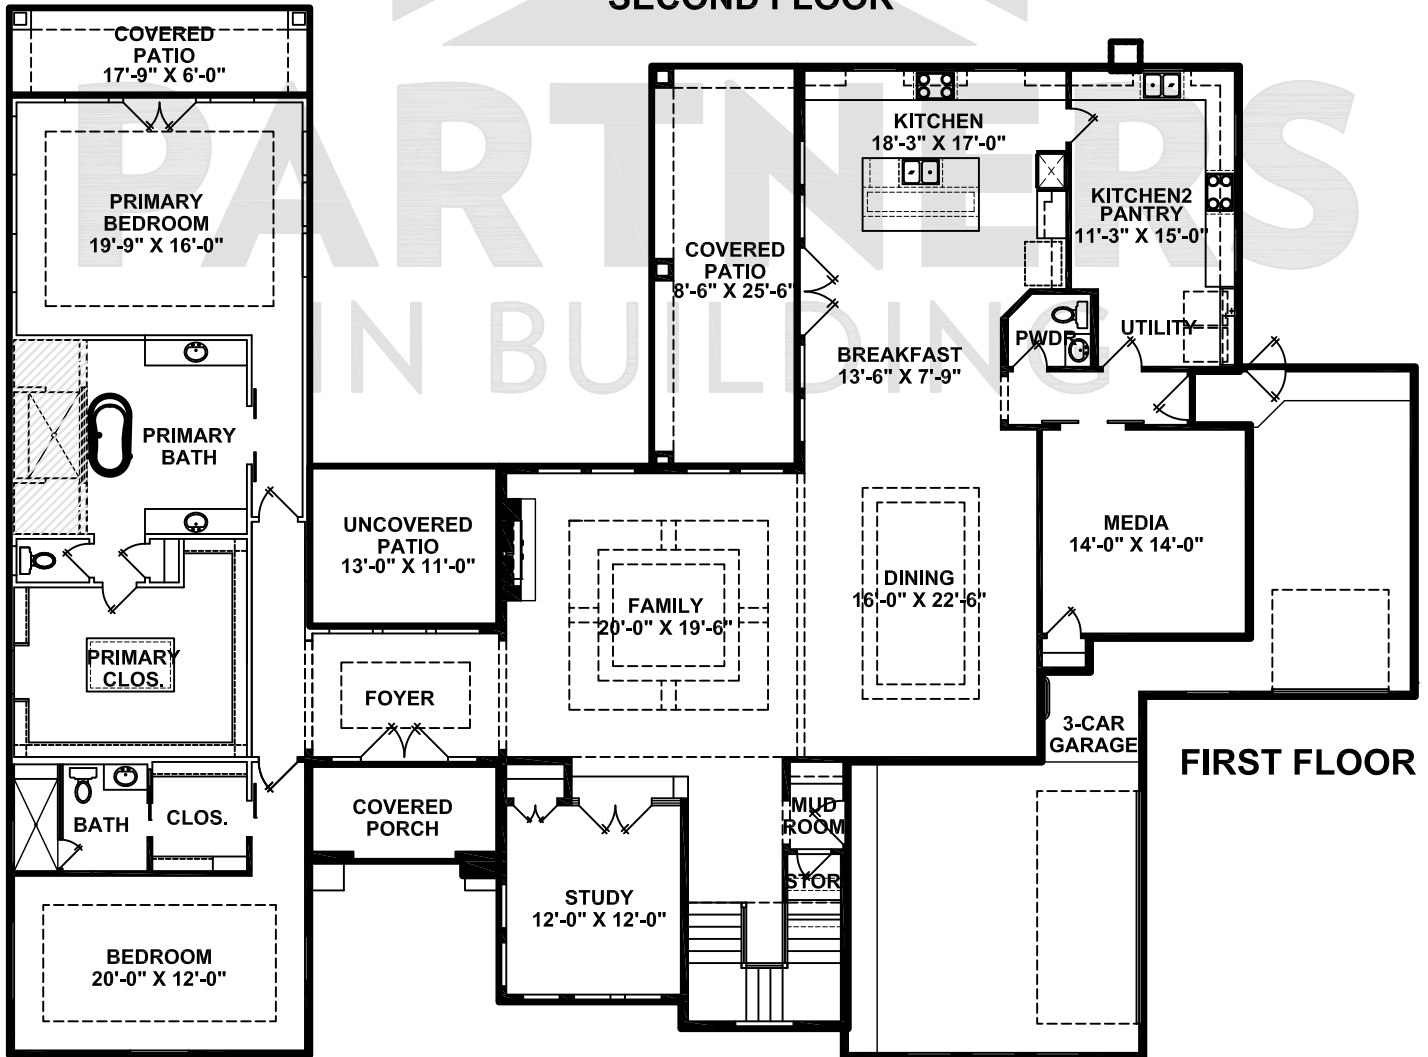 SECOND FLOOR
PARTNERS
IN BUILDING
COVERED
PATIO
17'-9" X 6'-0"
PRIMARY
BEDROOM
19'-9" X 16'-0"
KITCHEN
18'-3" X 17'-0"
KITCHEN2
PANTRY
11'-3" X 15'-0"
COVERED
PATIO
8'-6" X 25'-6"
PWDR
UTILITY
BREAKFAST
13'-6" X 7'-9"
PRIMARY
BATH
UNCOVERED
PATIO
13'-0" X 11'-0"
MEDIA
14'-0" X 14'-0"
FAMILY
20'-0" X 19'-6"
DINING
16'-0" X 22'-6"
PRIMARY
CLOS.
FOYER
3-CAR
GARAGE
FIRST FLOOR
COVERED
PORCH
BATH
CLOS.
MUD
ROOM
STOR
STUDY
12'-0" X 12'-0"
BEDROOM
20'-0" X 12'-0"